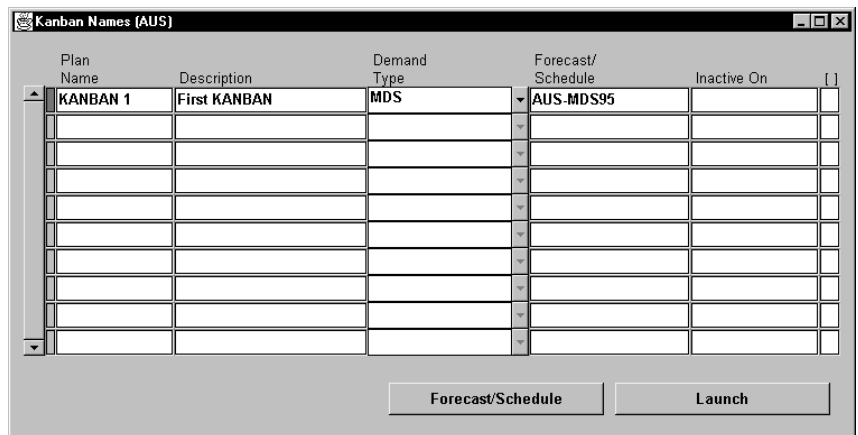 Kanban Names (AUS)
Plan Demand Forecast/
Name Description Type Schedule Inactive On [ ]
KANBAN 1 First KANBAN MDS AUS-MDS95
Forecast/Schedule Launch